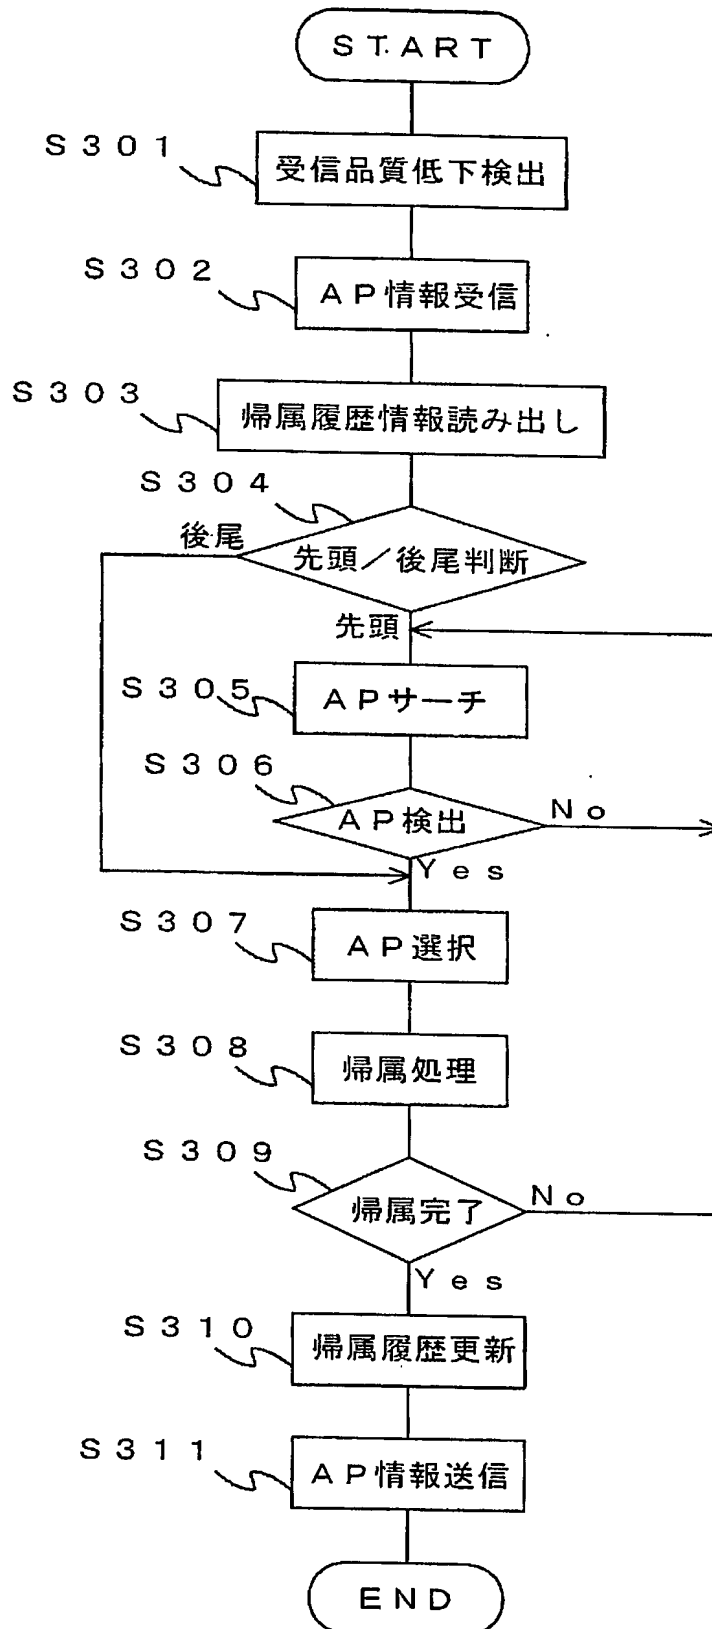 START
S301
受信品質低下検出
S302
AP情報受信
S303
帰属履歴情報読み出し
S304
後尾
先頭／後尾判断
先頭
S305
APサーチ
S306
AP検出
No
Yes
S307
AP選択
S308
帰属処理
S309
帰属完了
No
Yes
S310
帰属履歴更新
S311
AP情報送信
END